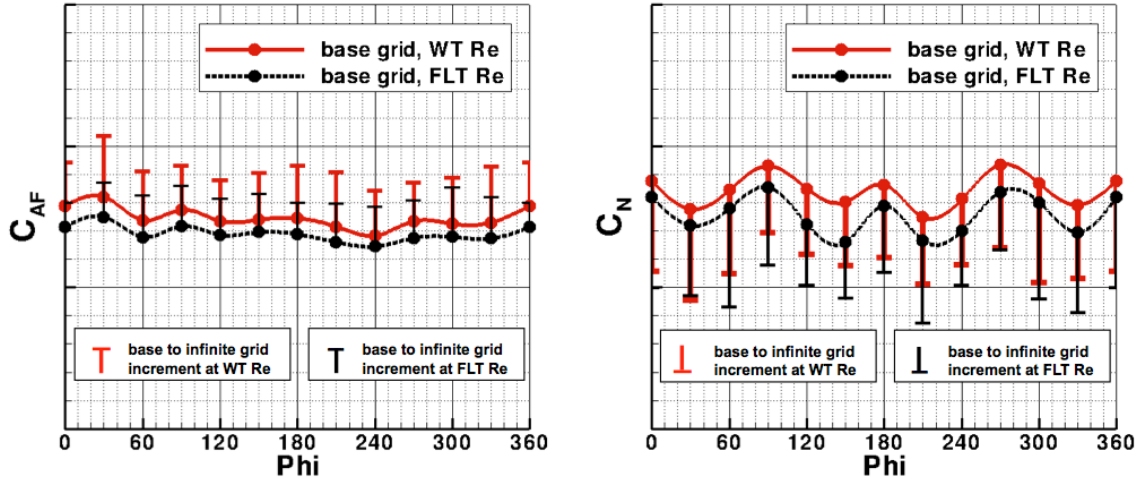 base grid, WT Re
base grid, FLT Re
C_AF
base to infinite grid
increment at WT Re
base to infinite grid
increment at FLT Re
0 60 120 180 240 300 360
Phi
base grid, WT Re
base grid, FLT Re
C_N
base to infinite grid
increment at WT Re
base to infinite grid
increment at FLT Re
0 60 120 180 240 300 360
Phi